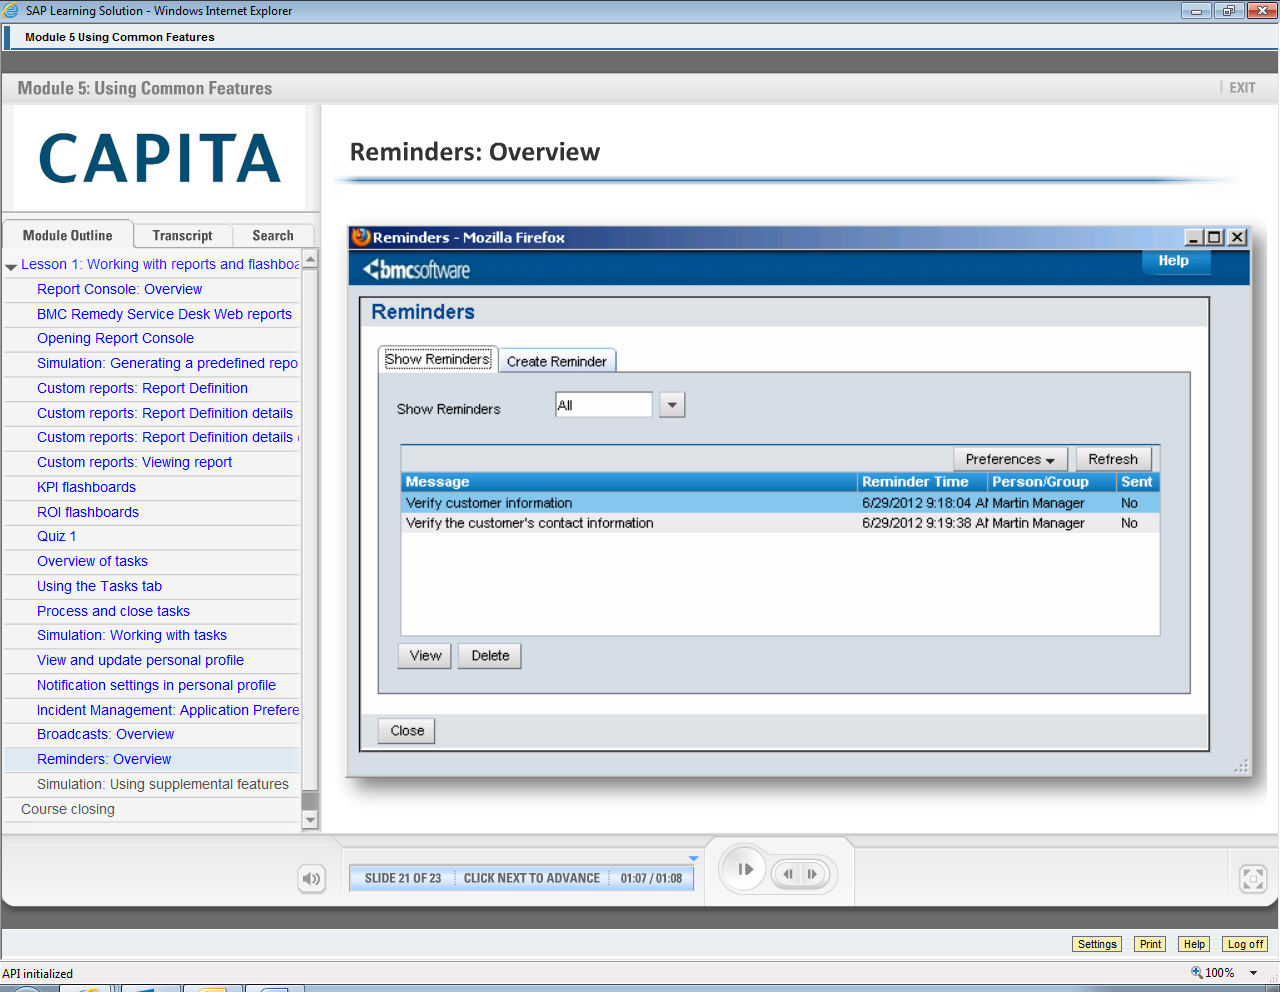 SAP Learning Solution - Windows Internet Explorer
Module 5 Using Common Features
Module 5: Using Common Features
EXIT
CAPITA
Module Outline
Transcript
Search
Lesson 1: Working with reports and flashboa
Report Console: Overview
BMC Remedy Service Desk Web reports
Opening Report Console
Simulation: Generating a predefined repo
Custom reports: Report Definition
Custom reports: Report Definition details
Custom reports: Report Definition details (
Custom reports: Viewing report
KPI flashboards
ROI flashboards
Quiz 1
Overview of tasks
Using the Tasks tab
Process and close tasks
Simulation: Working with tasks
View and update personal profile
Notification settings in personal profile
Incident Management: Application Prefere
Broadcasts: Overview
Reminders: Overview
Simulation: Using supplemental features
Course closing
Reminders: Overview
Reminders - Mozilla Firefox
bmcsoftware
Help
Reminders
Show Reminders
Create Reminder
Show Reminders
All
Preferences
Refresh
Message Reminder Time Person/Group Sent
Verify customer information 6/29/2012 9:18:04 AM Martin Manager No
Verify the customer's contact information 6/29/2012 9:19:38 AM Martin Manager No
View
Delete
Close
SLIDE 21 OF 23
CLICK NEXT TO ADVANCE
01:07 / 01:08
Settings
Print
Help
Log off
API initialized
100%